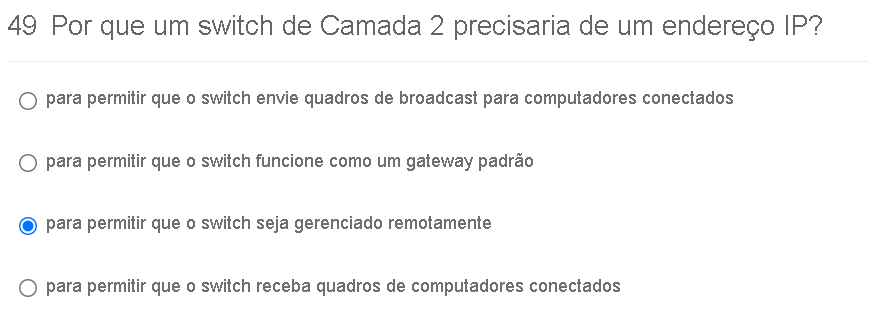 49 Por que um switch de Camada 2 precisaria de um endereço IP?
para permitir que o switch envie quadros de broadcast para computadores conectados
para permitir que o switch funcione como um gateway padrão
para permitir que o switch seja gerenciado remotamente
para permitir que o switch receba quadros de computadores conectados